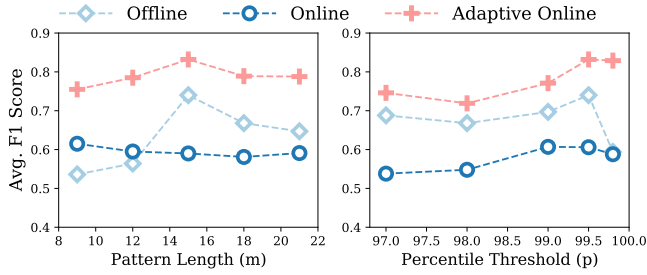 Offline Online Adaptive Online
Avg. F1 Score
0.9
0.8
0.7
0.6
0.5
0.4
8 10 12 14 16 18 20 22
Pattern Length (m)
0.9
0.8
0.7
0.6
0.5
0.4
97.0 97.5 98.0 98.5 99.0 99.5 100.0
Percentile Threshold (p)